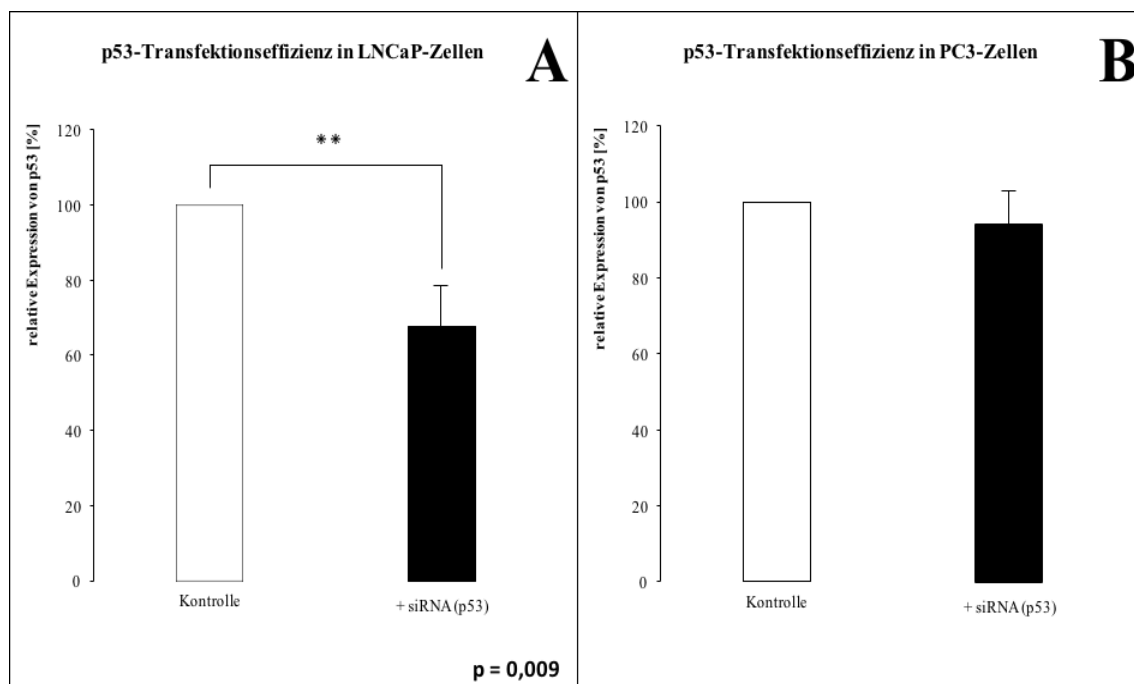 p53-Transfektionseffizienz in LNCaP-Zellen
A
relative Expression von p53 [%]
120
100
80
60
40
20
0
**
Kontrolle
+ siRNA (p53)
p = 0,009
p53-Transfektionseffizienz in PC3-Zellen
B
relative Expression von p53 [%]
120
100
80
60
40
20
0
Kontrolle
+ siRNA (p53)